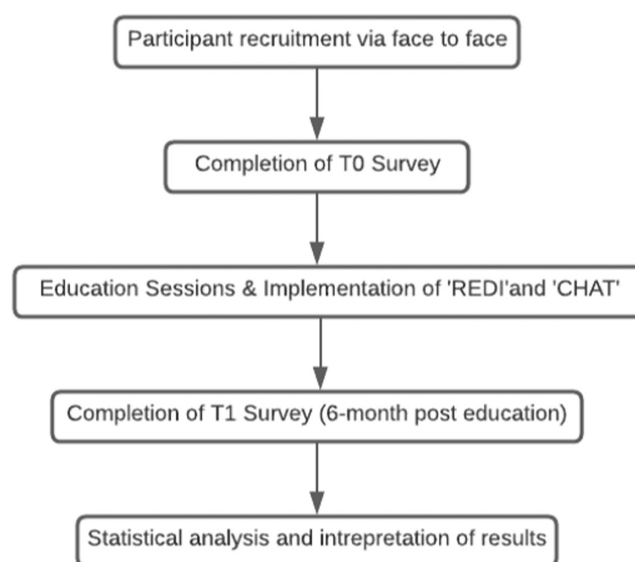 Participant recruitment via face to face
Completion of T0 Survey
Education Sessions & Implementation of 'REDI'and 'CHAT'
Completion of T1 Survey (6-month post education)
Statistical analysis and intrepretation of results